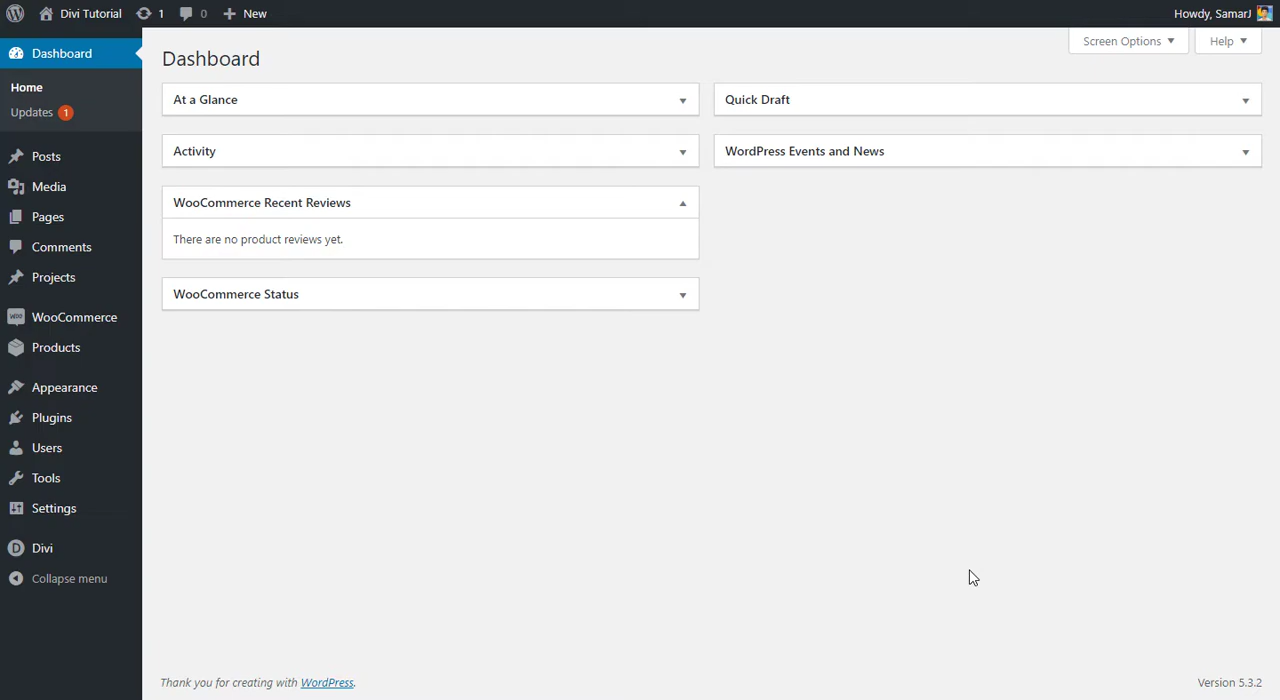 Divi Tutorial 1 0 New Howdy, SamarJ
Dashboard
Home
Updates 1
Posts
Media
Pages
Comments
Projects
WooCommerce
Products
Appearance
Plugins
Users
Tools
Settings
Divi
Collapse menu
Screen Options Help
Dashboard
At a Glance
Activity
WooCommerce Recent Reviews
There are no product reviews yet.
WooCommerce Status
Quick Draft
WordPress Events and News
Thank you for creating with WordPress.
Version 5.3.2